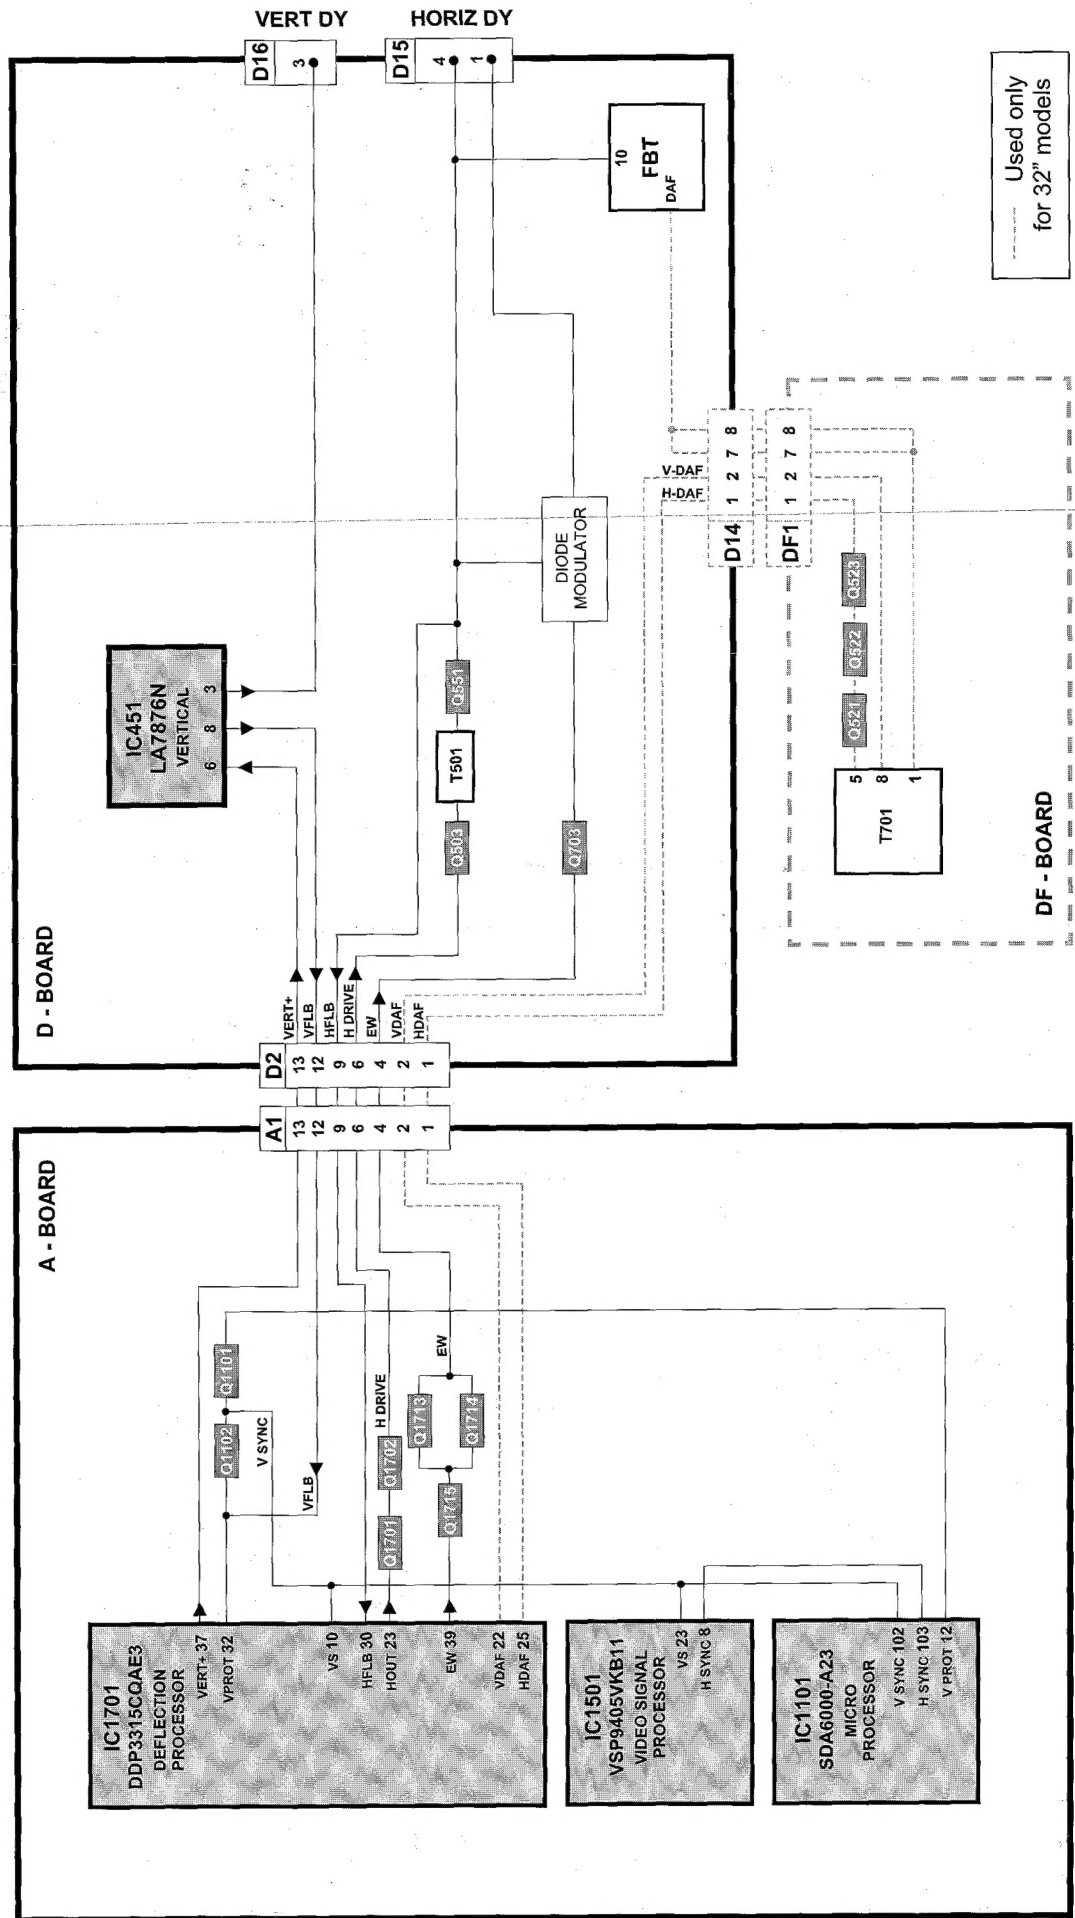 A - BOARD
IC1701
DDP3315CQAE3
DEFLECTION
PROCESSOR
VERT+ 37
VPROT 32
VS 10
HFLB 30
HOUT 23
EW 39
VDAF 22
HDAF 25
IC1501
VSP9405VKB11
VIDEO SIGNAL
PROCESSOR
VS 23
H SYNC 8
IC1101
SDA6000-A23
MICRO
PROCESSOR
V SYNC 102
H SYNC 103
V PROT 12
Q1102
Q1101
V SYNC
VFLB
Q1701
Q1702
H DRIVE
Q1715
Q1713
Q1714
EW
A1
13
12
9
6
4
2
1
D2
13
12
9
6
4
2
1
D - BOARD
VERT+
VFLB
HFLB
H DRIVE
EW
VDAF
HDAF
IC451
LA7876N
VERTICAL
6
8
3
Q503
T501
Q551
Q703
DIODE
MODULATOR
D16
3
VERT DY
D15
4
1
HORIZ DY
10
FBT
DAF
H-DAF
V-DAF
D14
1
2
7
8
DF1
1
2
7
8
Q521
Q522
Q523
T701
5
8
1
DF - BOARD
Used only
for 32" models